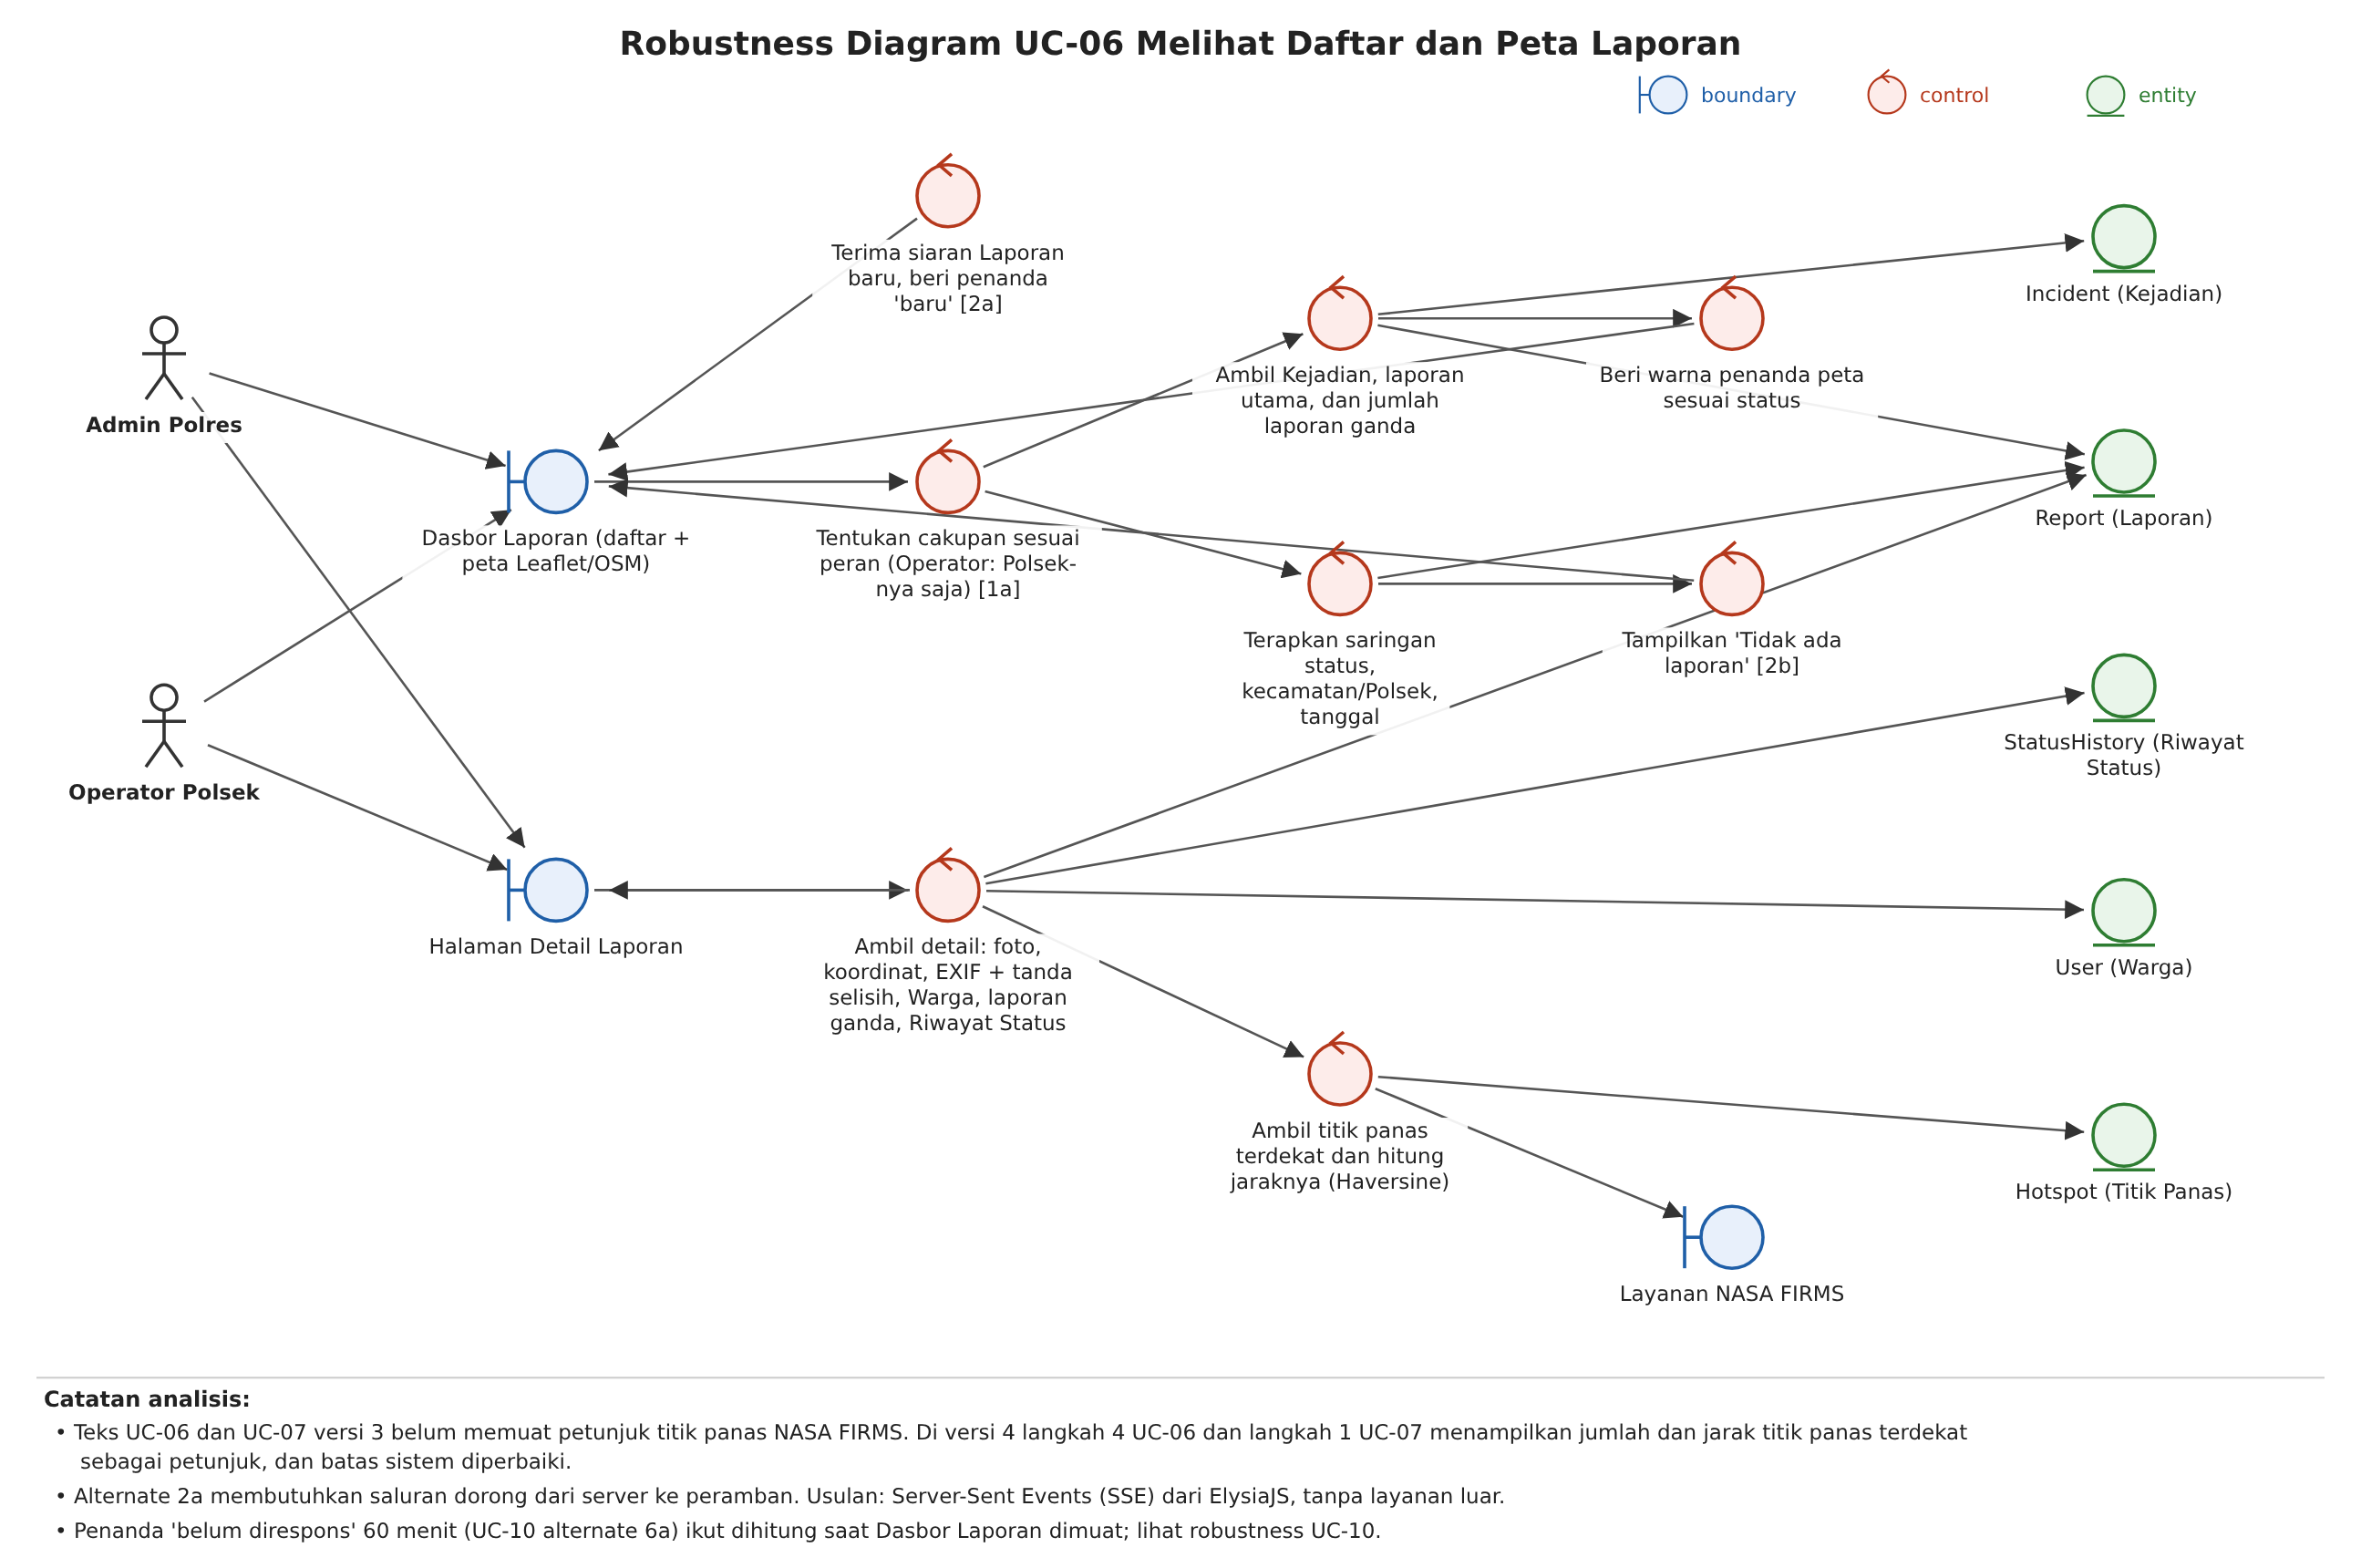 Robustness Diagram UC-06 Melihat Daftar dan Peta Laporan
boundary
control
entity
Terima siaran Laporan
baru, beri penanda
'baru' [2a]
Incident (Kejadian)
Ambil Kejadian, laporan
utama, dan jumlah
laporan ganda
Beri warna penanda peta
sesuai status
Admin Polres
Dasbor Laporan (daftar +
peta Leaflet/OSM)
Tentukan cakupan sesuai
peran (Operator: Polsek-
nya saja) [1a]
Report (Laporan)
Terapkan saringan
status,
kecamatan/Polsek,
tanggal
Tampilkan 'Tidak ada
laporan' [2b]
StatusHistory (Riwayat
Status)
Operator Polsek
Halaman Detail Laporan
Ambil detail: foto,
koordinat, EXIF + tanda
selisih, Warga, laporan
ganda, Riwayat Status
User (Warga)
Ambil titik panas
terdekat dan hitung
jaraknya (Haversine)
Hotspot (Titik Panas)
Layanan NASA FIRMS
Catatan analisis:
• Teks UC-06 dan UC-07 versi 3 belum memuat petunjuk titik panas NASA FIRMS. Di versi 4 langkah 4 UC-06 dan langkah 1 UC-07 menampilkan jumlah dan jarak titik panas terdekat
sebagai petunjuk, dan batas sistem diperbaiki.
• Alternate 2a membutuhkan saluran dorong dari server ke peramban. Usulan: Server-Sent Events (SSE) dari ElysiaJS, tanpa layanan luar.
• Penanda 'belum direspons' 60 menit (UC-10 alternate 6a) ikut dihitung saat Dasbor Laporan dimuat; lihat robustness UC-10.